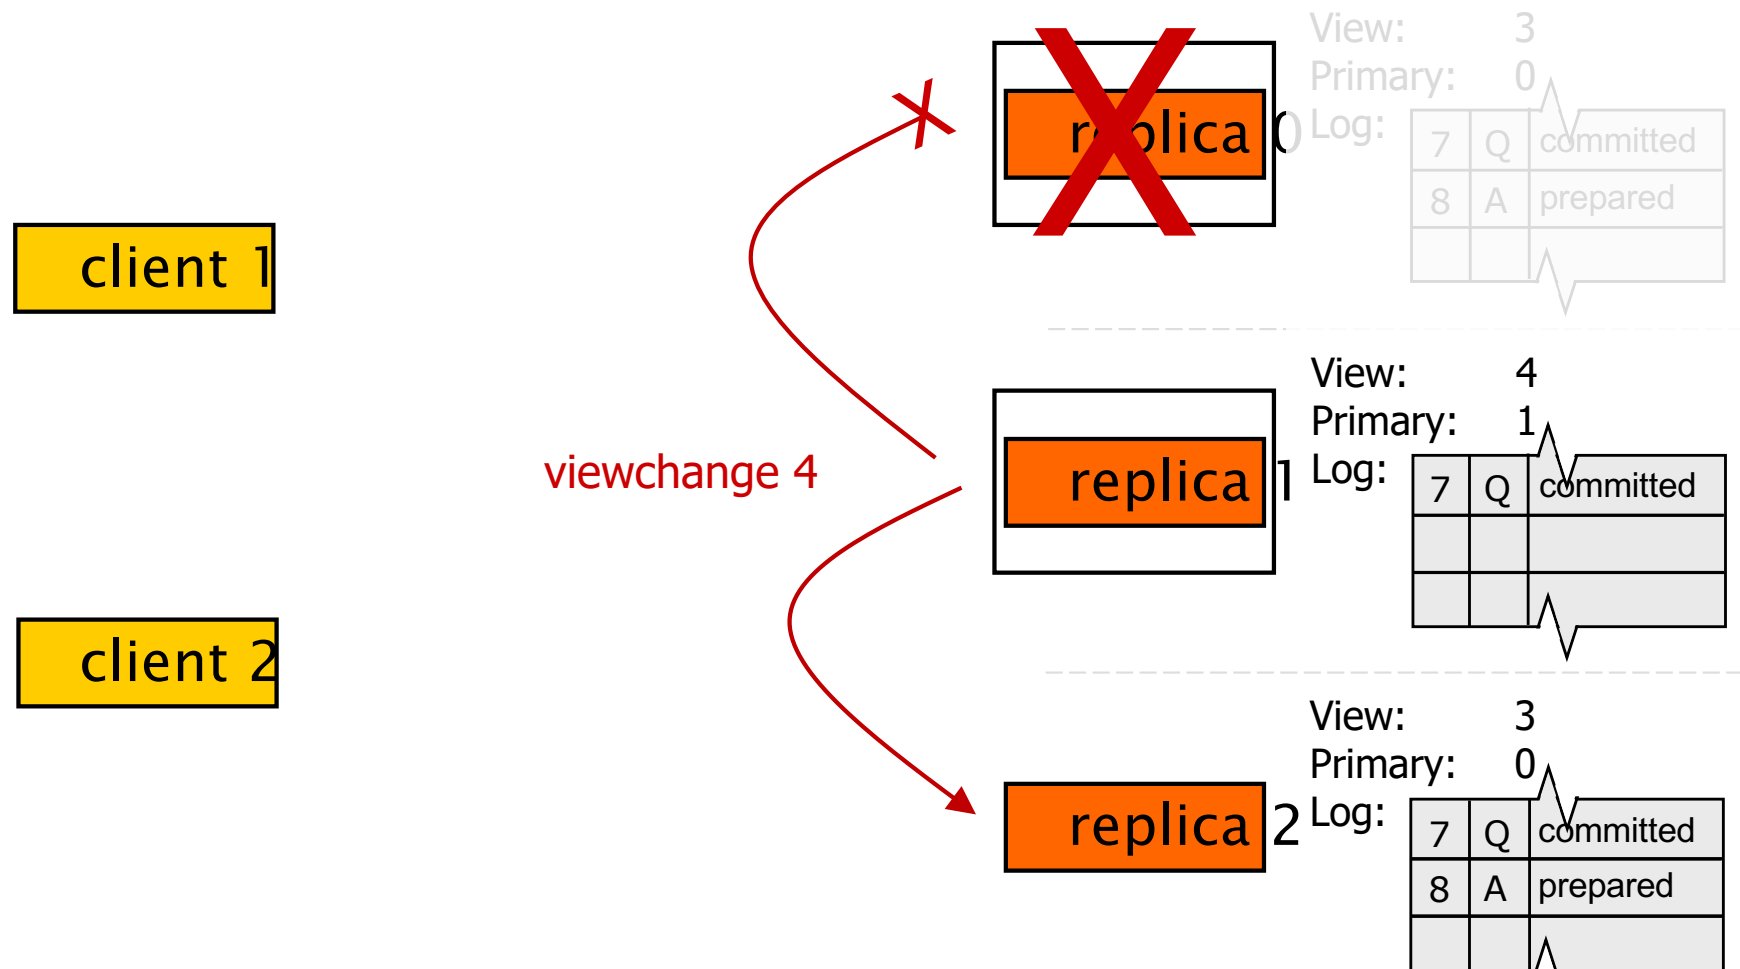 View: 3
Primary: 0
replica 0
Log:
7 Q committed
8 A prepared
client 1
View: 4
Primary: 1
viewchange 4
replica 1
Log:
7 Q committed
client 2
View: 3
Primary: 0
replica 2
Log:
7 Q committed
8 A prepared